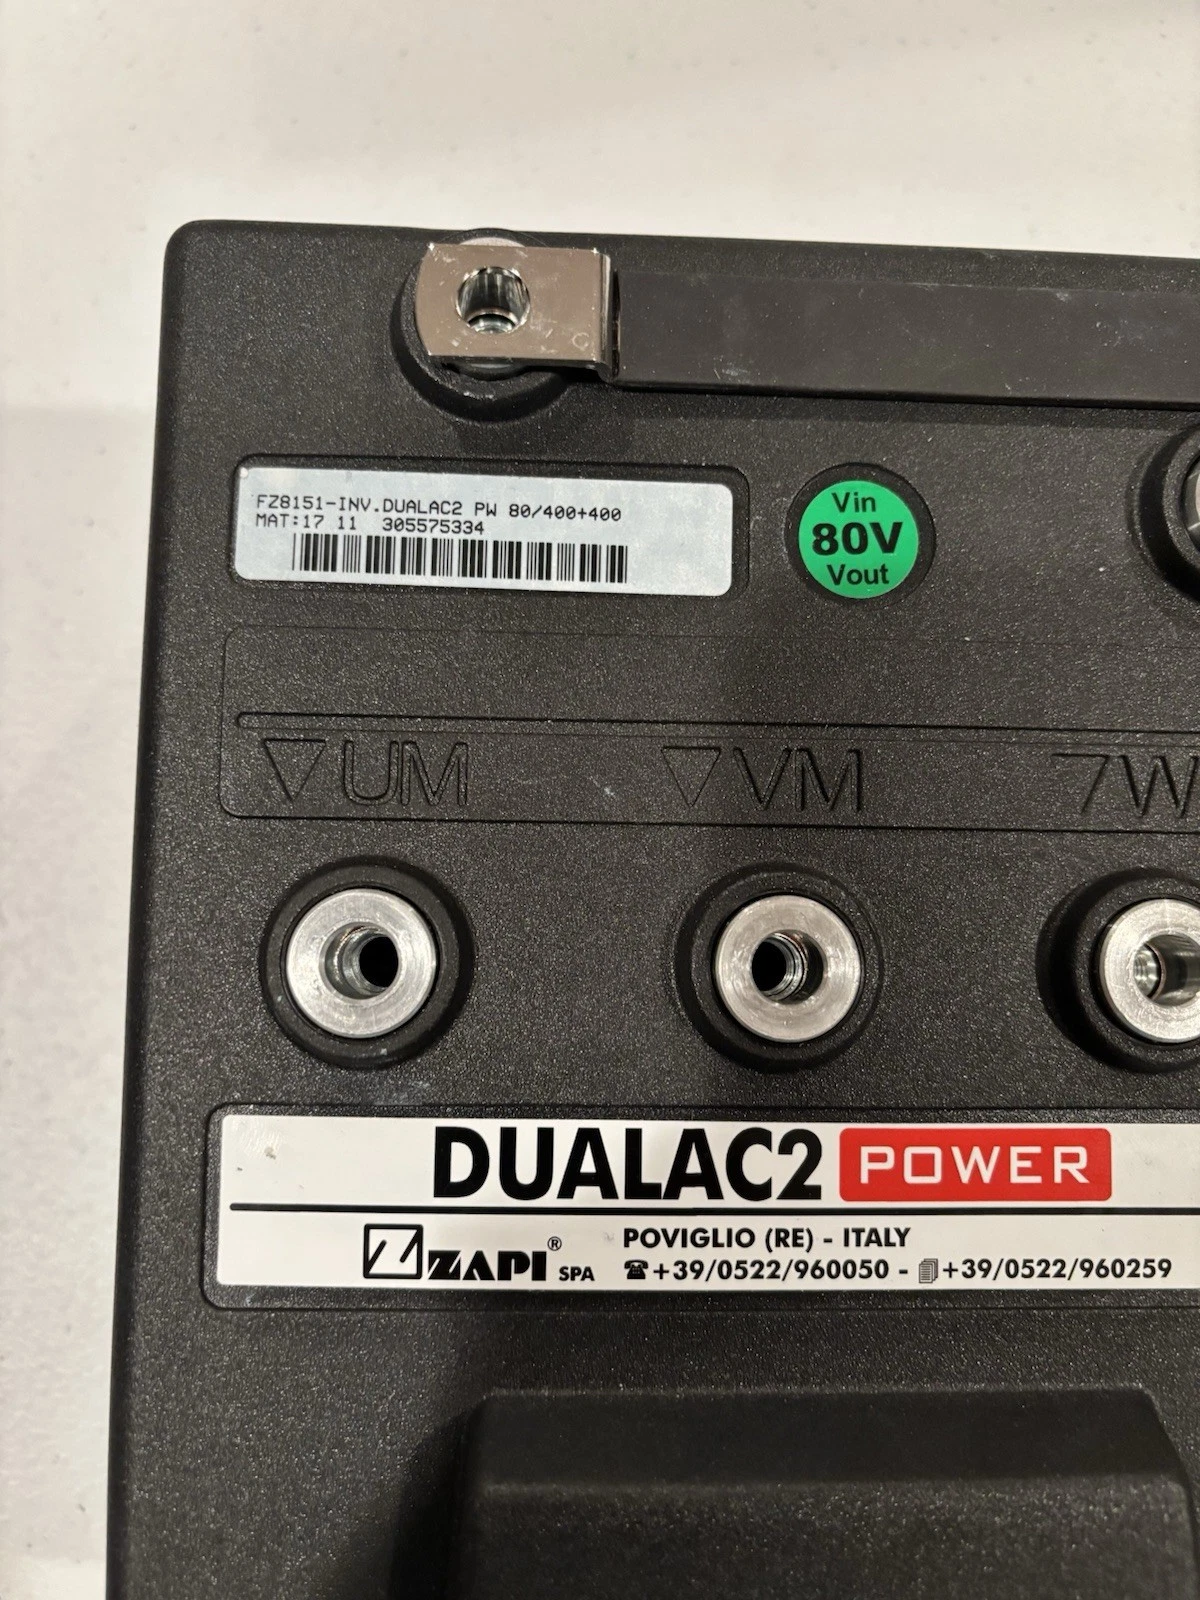 FZ8151-INV.DUALAC2 PW 80/400+400
MAT:17 11 305575334
Vin
80V
Vout
UM
VM
W
DUALAC2 POWER
ZAPI® SPA
POVIGLIO (RE) - ITALY
+39/0522/960050 - +39/0522/960259